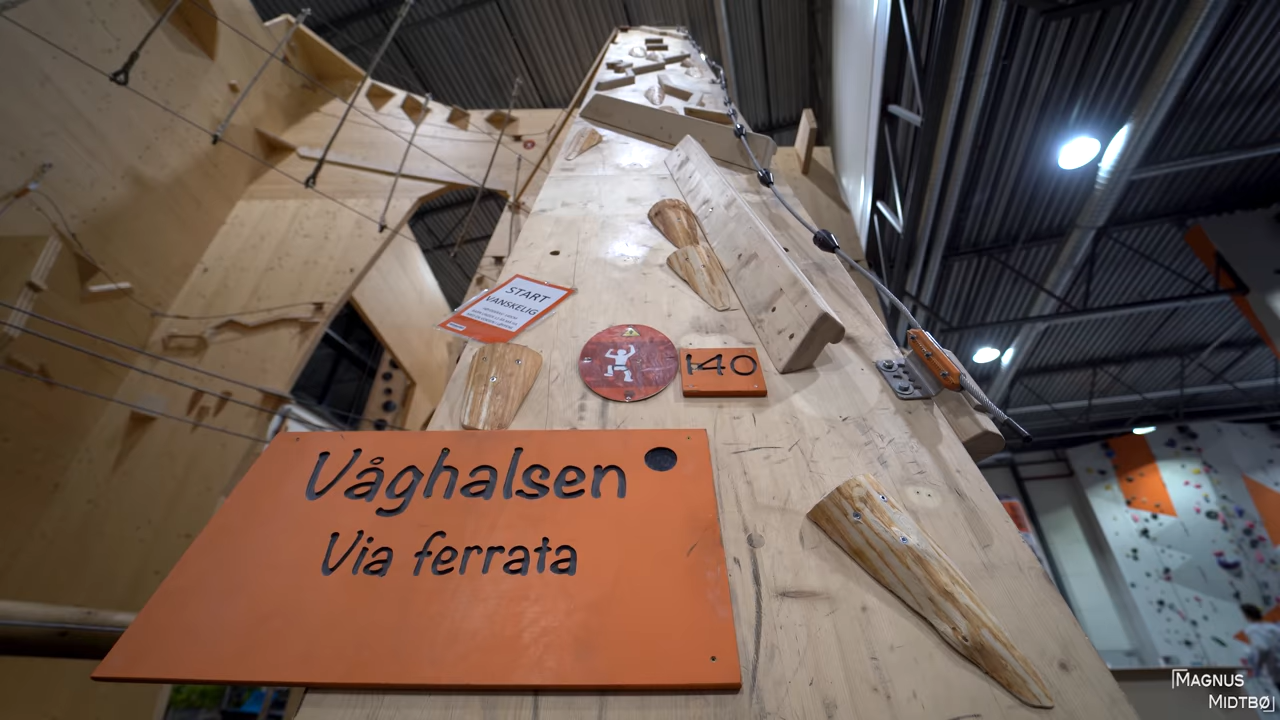 START
VANSKELIG
140
Våghalsen
Via ferrata
MAGNUS
MIDTBØ